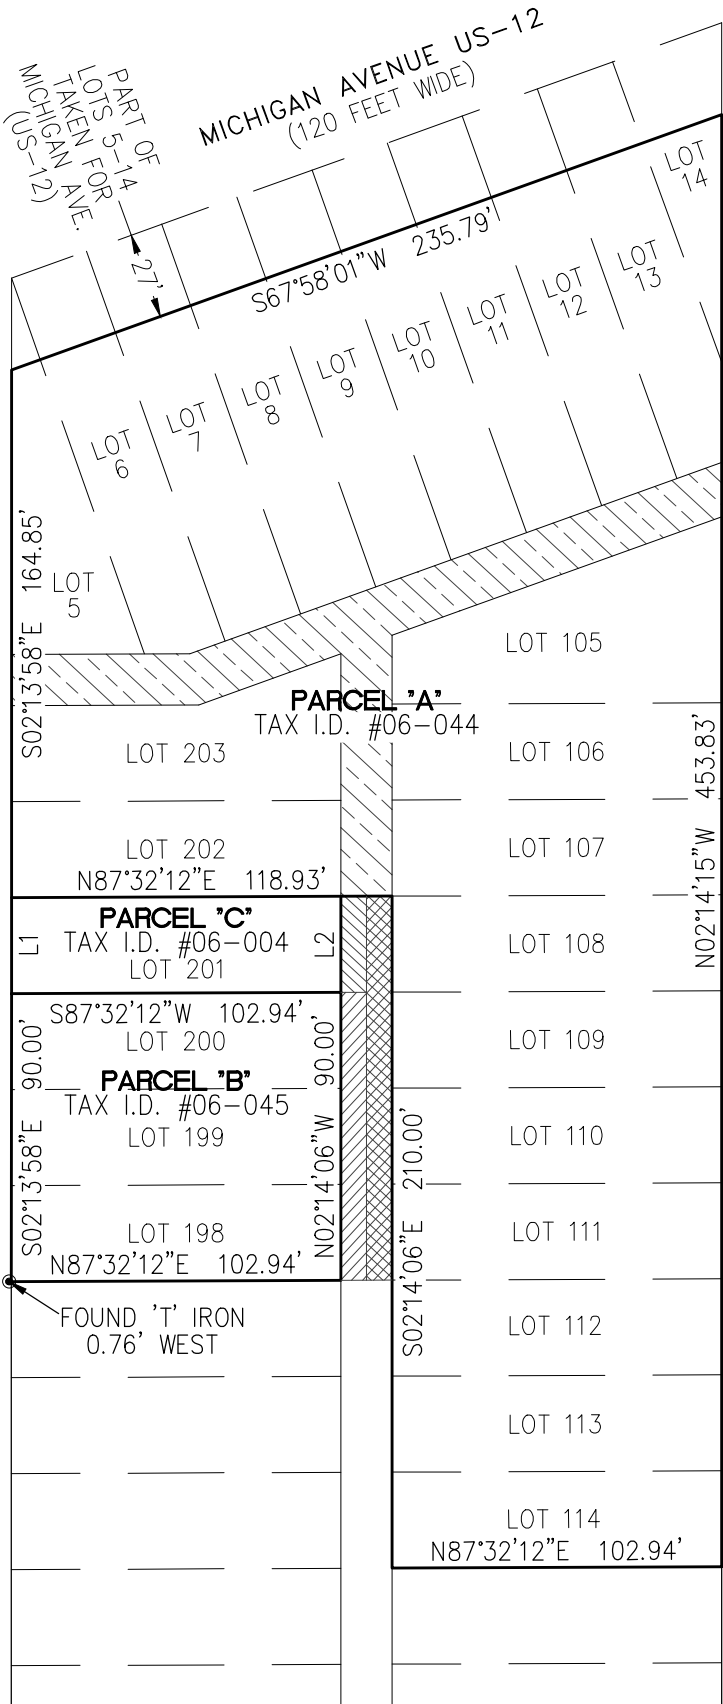 MICHIGAN AVENUE US-12
(120 FEET WIDE)
PART OF
LOTS 5-14
TAKEN FOR
MICHIGAN AVE.
(US-12)
27'
S67°58'01"W 235.79'
LOT
14
LOT
13
LOT
12
LOT
11
LOT
10
LOT
9
LOT
8
LOT
7
LOT
6
LOT
5
S02°13'58"E 164.85'
LOT 105
PARCEL "A"
TAX I.D. #06-044
LOT 203
LOT 106
N02°14'15"W 453.83'
LOT 202
LOT 107
N87°32'12"E 118.93'
PARCEL "C"
TAX I.D. #06-004
LOT 201
L1
L2
LOT 108
S87°32'12"W 102.94'
LOT 200
LOT 109
PARCEL "B"
TAX I.D. #06-045
LOT 199
LOT 110
S02°13'58"E 90.00'
N02°14'06"W 90.00'
S02°14'06"E 210.00'
LOT 198
LOT 111
N87°32'12"E 102.94'
FOUND 'T' IRON
0.76' WEST
LOT 112
LOT 113
LOT 114
N87°32'12"E 102.94'